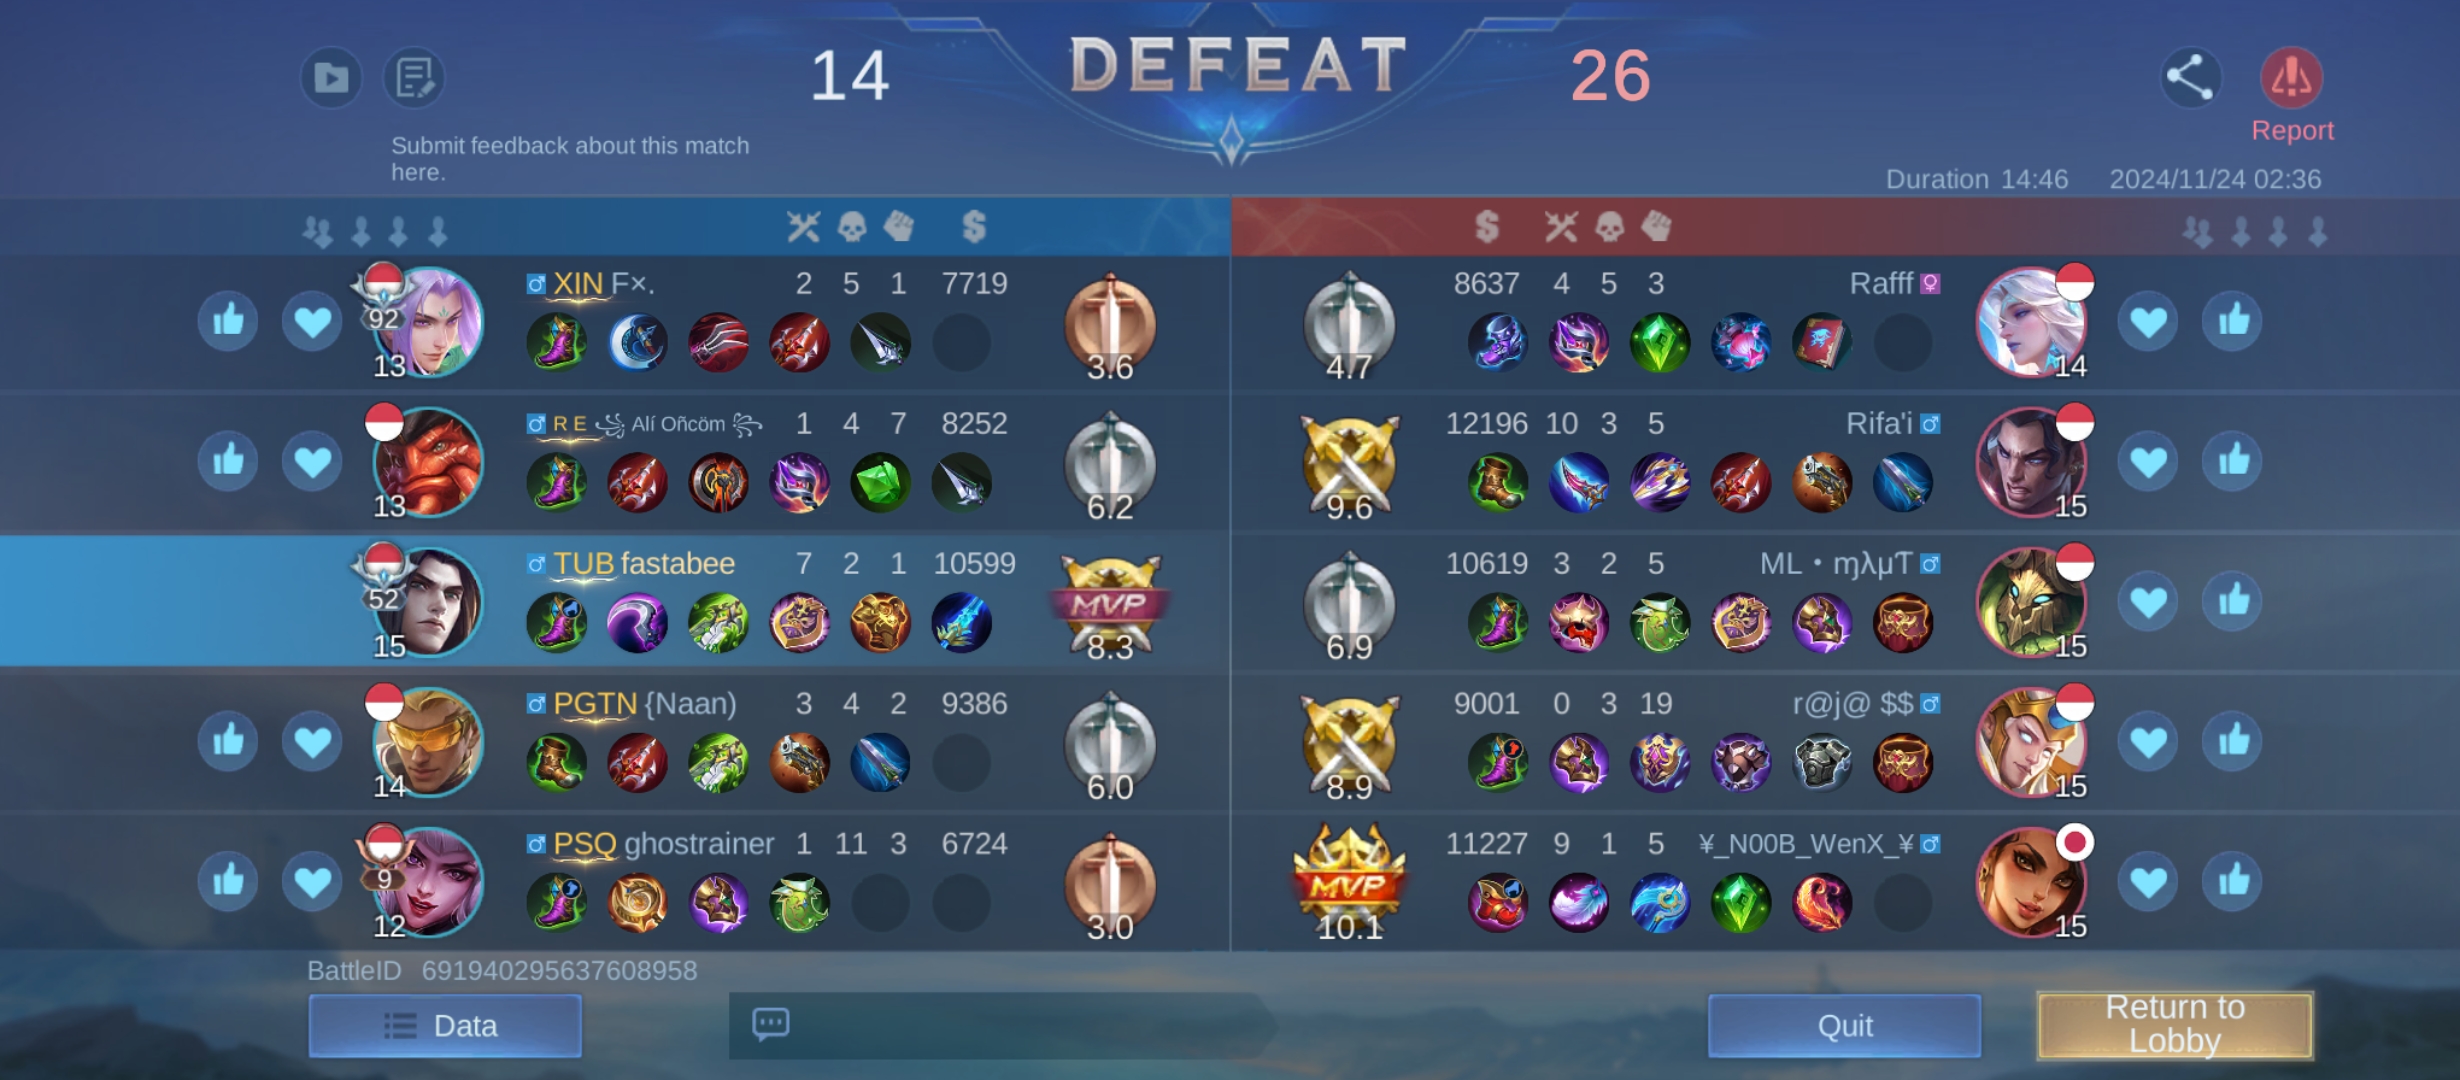 14 DEFEAT 26
Report
Submit feedback about this match
here.
Duration 14:46 2024/11/24 02:36
92 13 XIN F×. 2 5 1 7719 3.6
4.7 8637 4 5 3 Rafff 14
13 R E ꧁ Alí Oñcöm ꧂ 1 4 7 8252 6.2
9.6 12196 10 3 5 Rifa'i 15
52 15 TUB fastabee 7 2 1 10599 MVP 8.3
6.9 10619 3 2 5 ML • ɱλµƬ 15
14 PGTN {Naan) 3 4 2 9386 6.0
8.9 9001 0 3 19 r@j@ $$ 15
9 12 PSQ ghostrainer 1 11 3 6724 3.0
MVP 10.1 11227 9 1 5 ¥_N00B_WenX_¥ 15
BattleID 691940295637608958
Data
Quit
Return to
Lobby